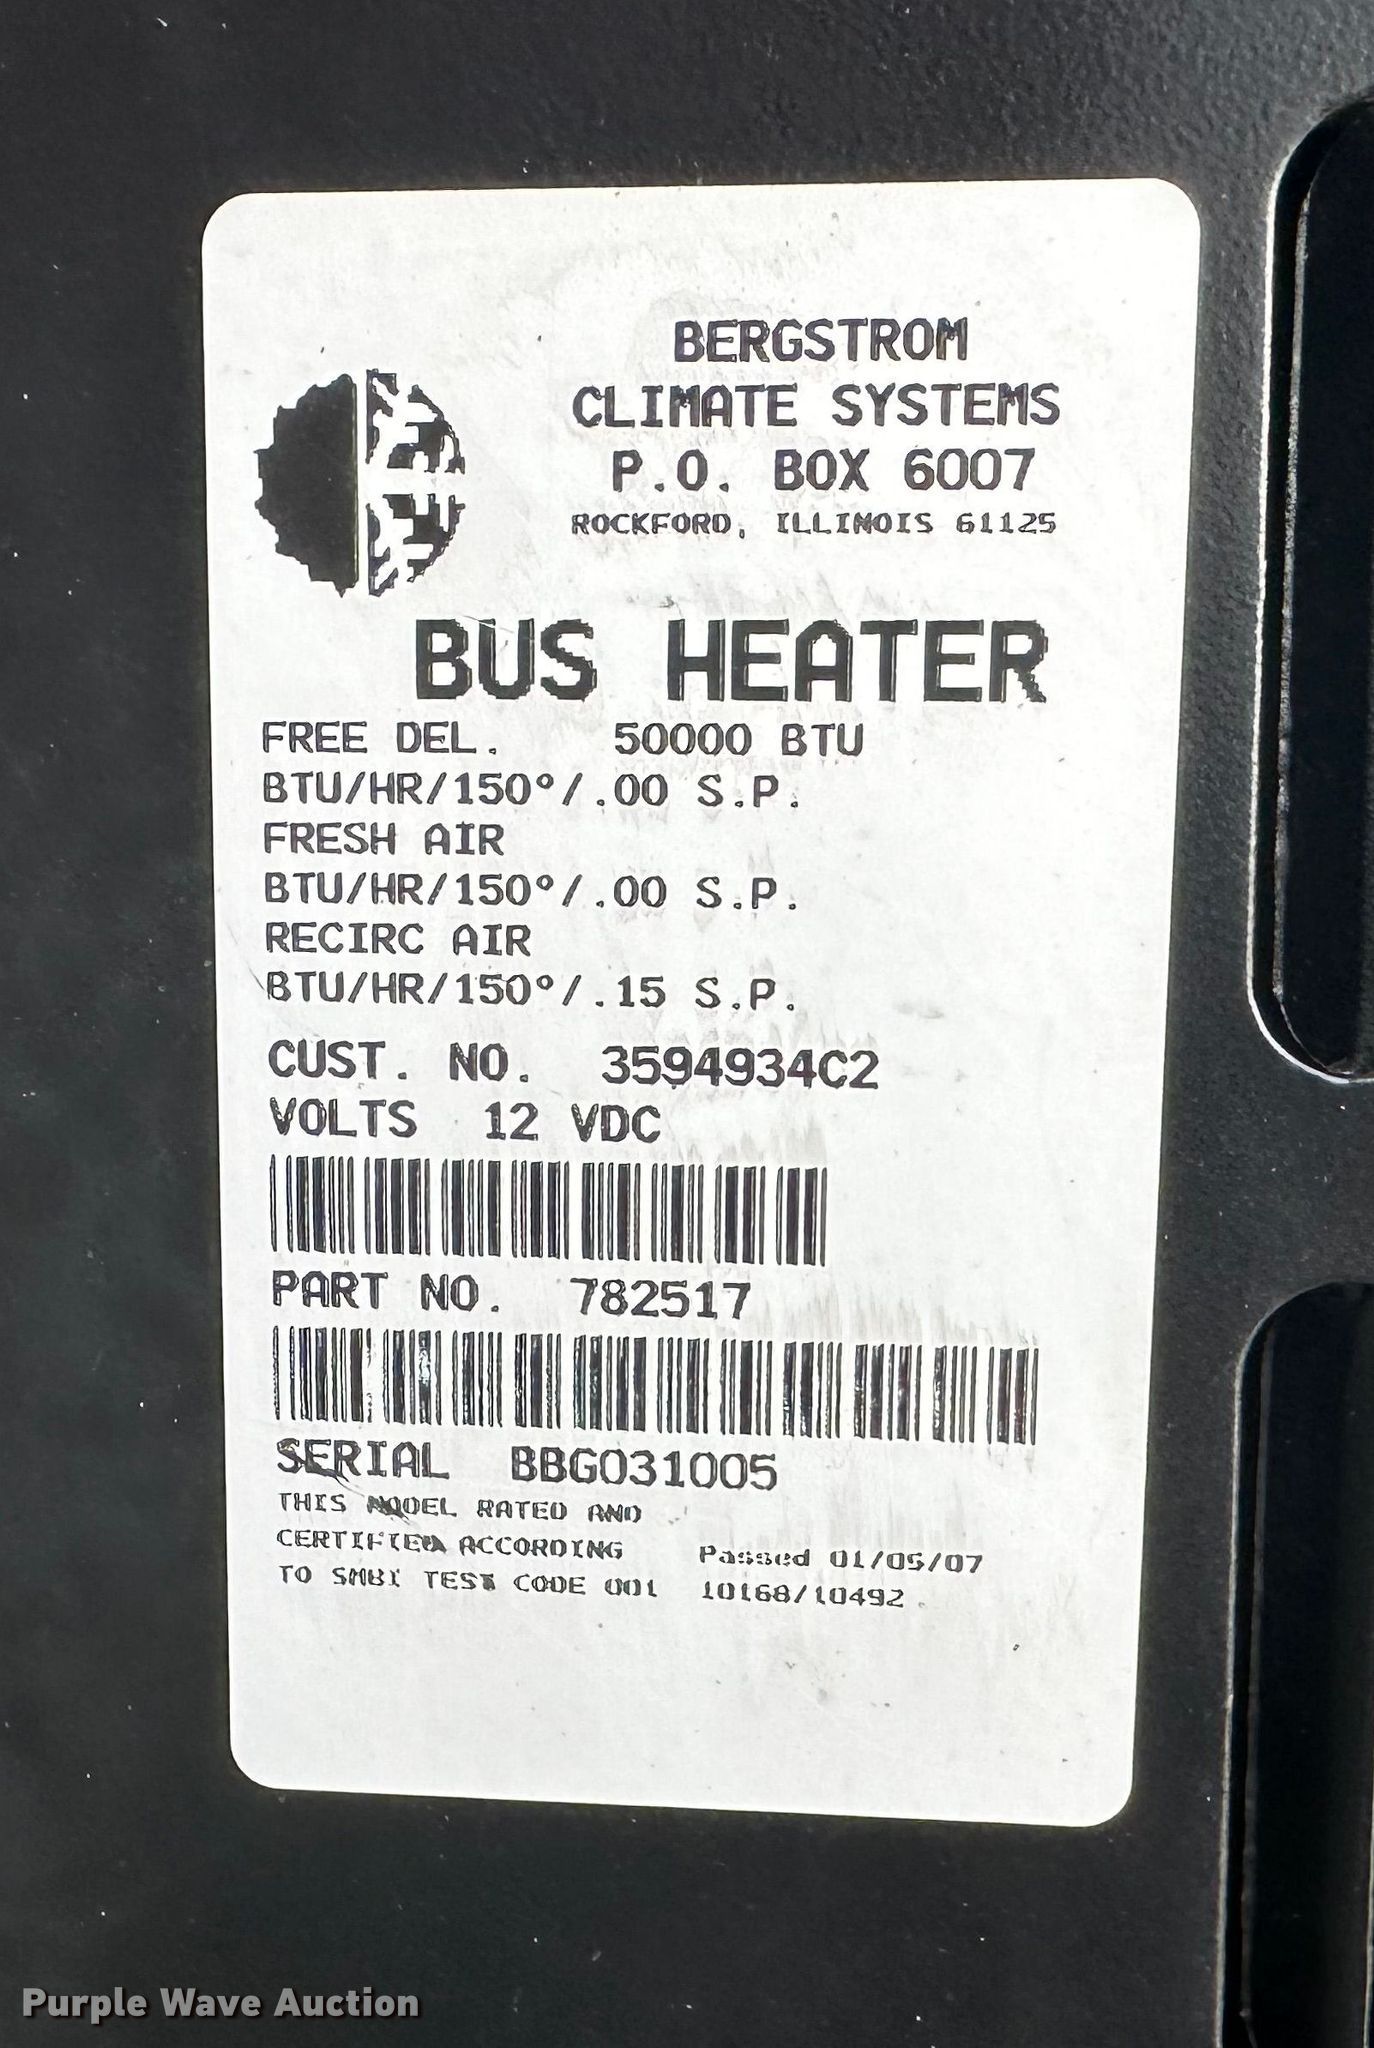 BERGSTROM
CLIMATE SYSTEMS
P.O. BOX 6007
ROCKFORD, ILLINOIS 61125
BUS HEATER
FREE DEL. 50000 BTU
BTU/HR/150°/.00 S.P.
FRESH AIR
BTU/HR/150°/.00 S.P.
RECIRC AIR
BTU/HR/150°/.15 S.P.
CUST. NO. 3594934C2
VOLTS 12 VDC
PART NO. 782517
SERIAL BBG031005
THIS MODEL RATED AND
CERTIFIED ACCORDING Passed 01/05/07
TO SMBI TEST CODE 001 10168/10492
Purple Wave Auction